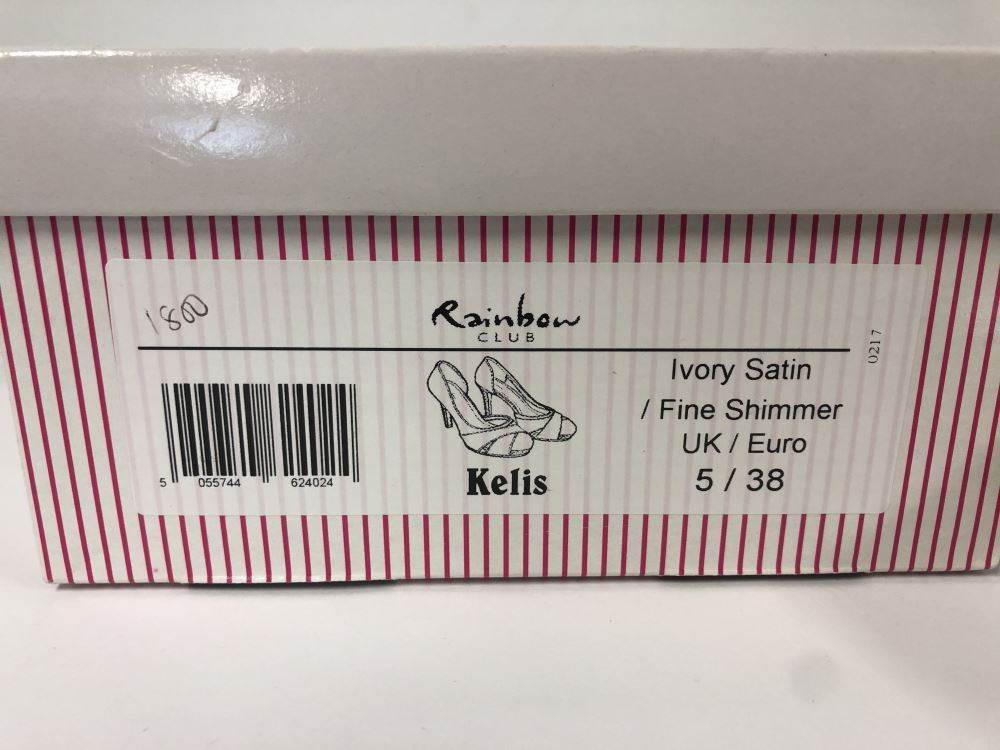 1800
Rainbow
CLUB
0217
Ivory Satin
/ Fine Shimmer
UK / Euro
5 / 38
Kelis
5 055744 624024